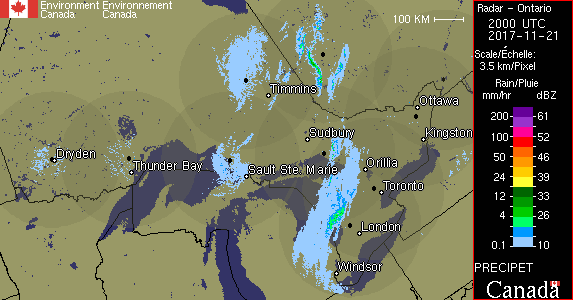 Environment Environnement
Canada Canada
100 KM
Timmins
Ottawa
Sudbury
Kingston
Dryden
Thunder Bay
Sault Ste. Marie
Orillia
Toronto
London
Windsor
Radar - Ontario
2000 UTC
2017-11-21
Scale/Échelle:
3.5 km/Pixel
Rain/Pluie
mm/hr dBZ
200 61
100 52
50 46
24 39
12 33
4 26
0.1 10
PRECIPET
Canada